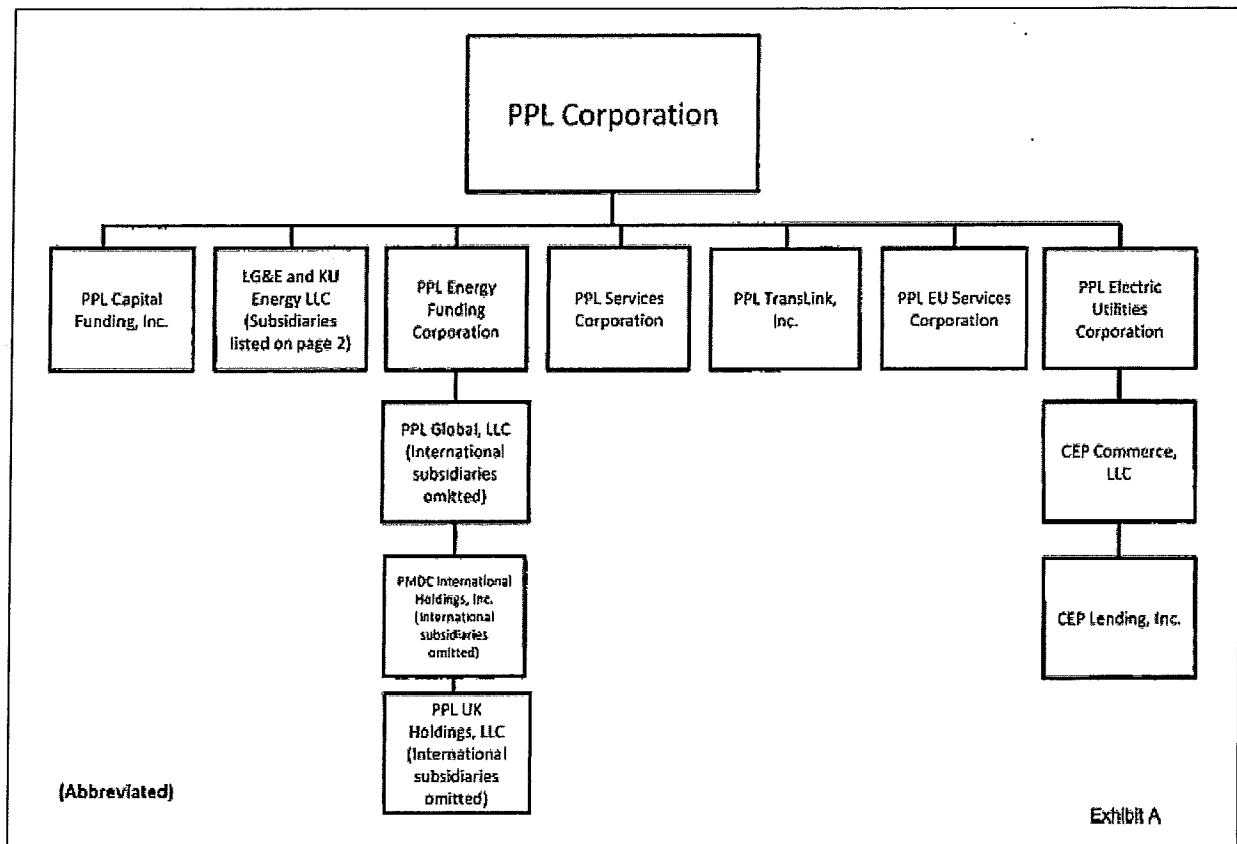 PPL Corporation
PPL Capital
Funding, Inc.
LG&E and KU
Energy LLC
(Subsidiaries
listed on page 2)
PPL Energy
Funding
Corporation
PPL Services
Corporation
PPL TransLink,
Inc.
PPL EU Services
Corporation
PPL Electric
Utilities
Corporation
PPL Global, LLC
(International
subsidiaries
omitted)
CEP Commerce,
LLC
PMDC International
Holdings, Inc.
(International
subsidiaries
omitted)
CEP Lending, Inc.
PPL UK
Holdings, LLC
(International
subsidiaries
omitted)
(Abbreviated)
Exhibit A